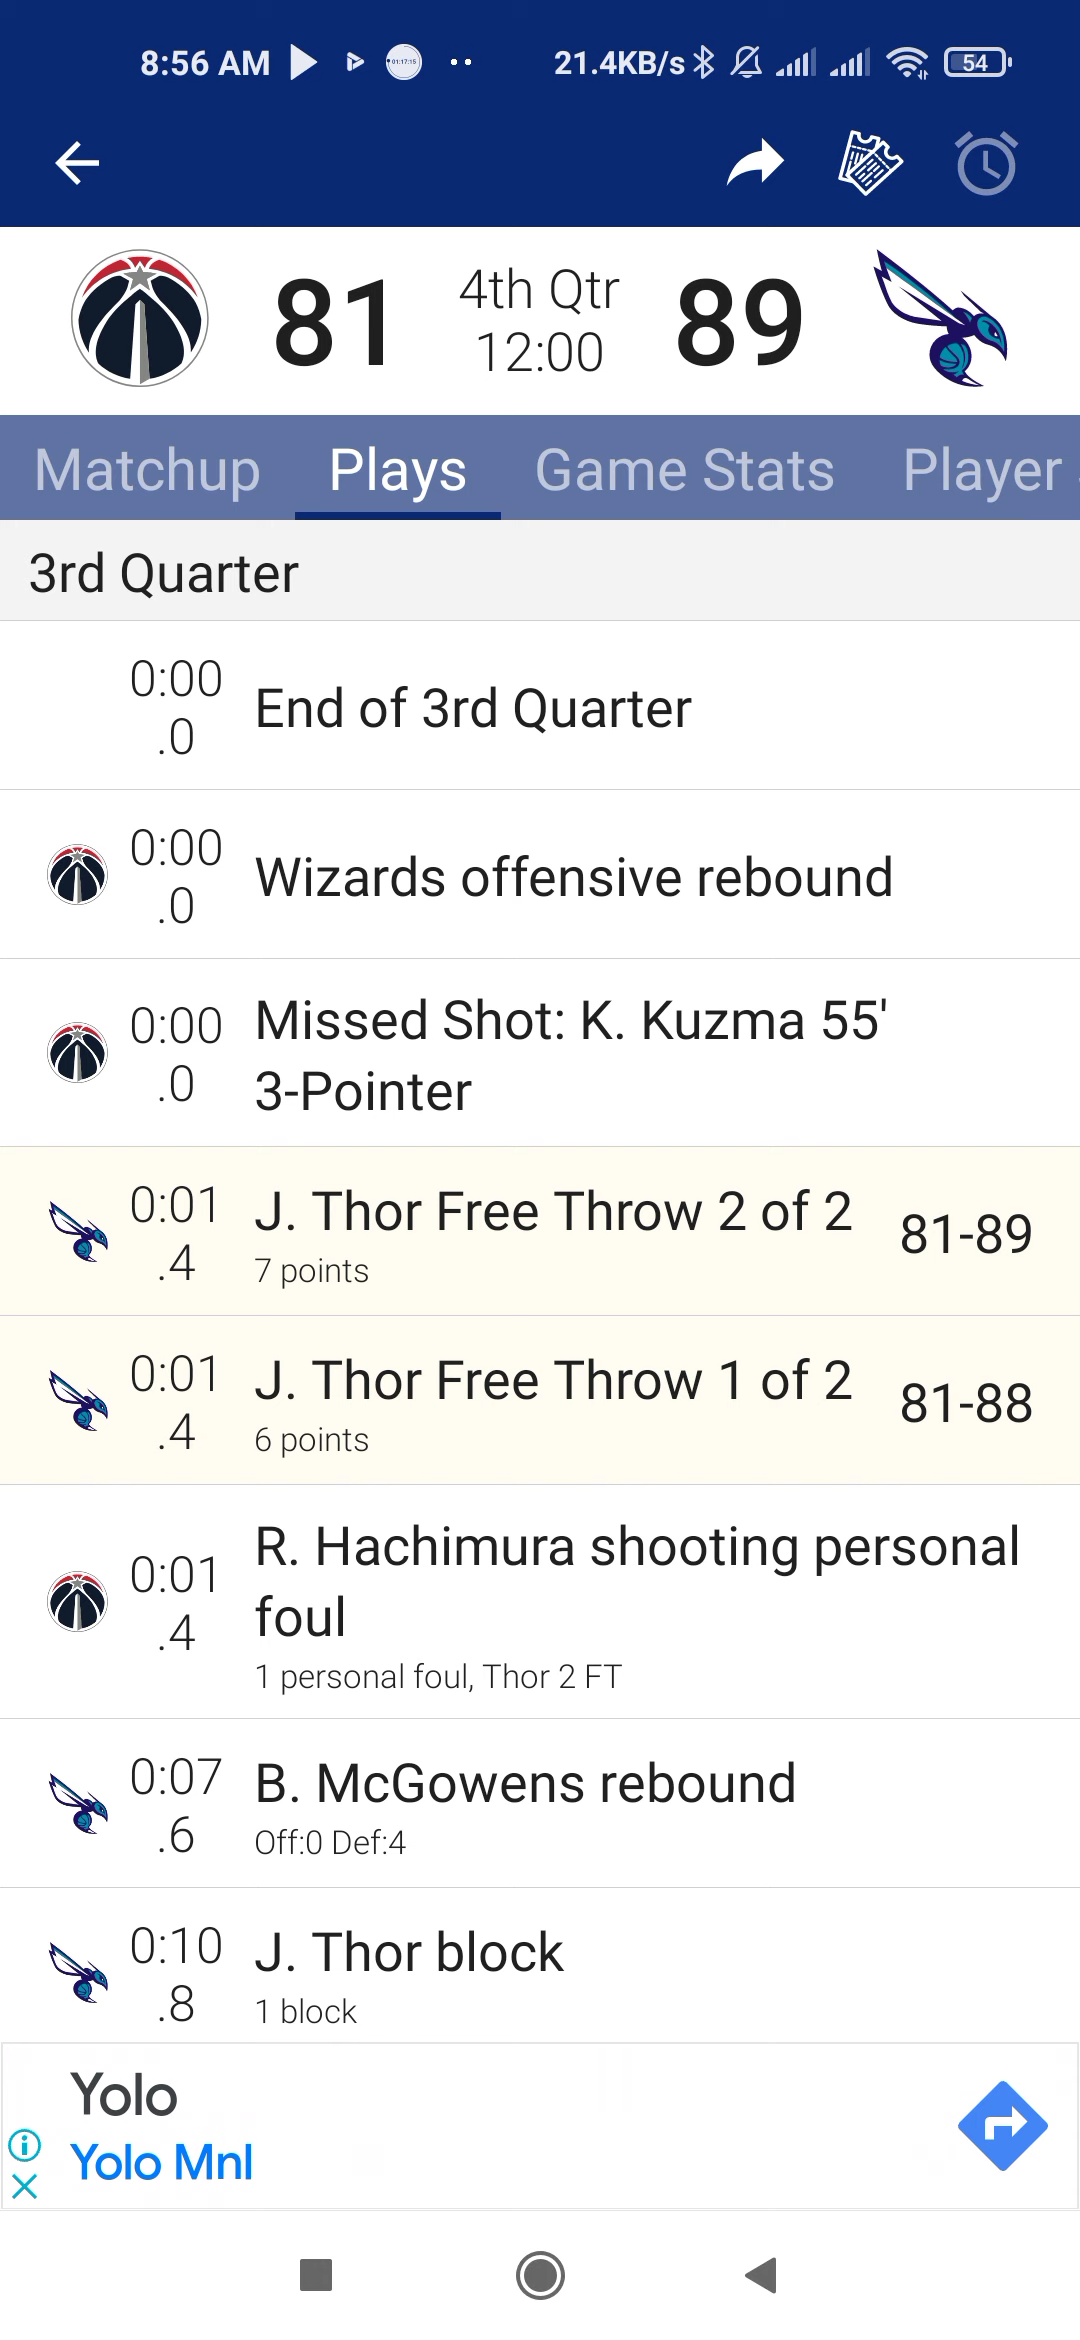 8:56 AM
01:17:15
21.4KB/s
54
81
4th Qtr
12:00
89
Matchup
Plays
Game Stats
Player
3rd Quarter
0:00
.0
End of 3rd Quarter
0:00
.0
Wizards offensive rebound
0:00
.0
Missed Shot: K. Kuzma 55'
3-Pointer
0:01
.4
J. Thor Free Throw 2 of 2
7 points
81-89
0:01
.4
J. Thor Free Throw 1 of 2
6 points
81-88
0:01
.4
R. Hachimura shooting personal
foul
1 personal foul, Thor 2 FT
0:07
.6
B. McGowens rebound
Off:0 Def:4
0:10
.8
J. Thor block
1 block
Yolo
Yolo Mnl